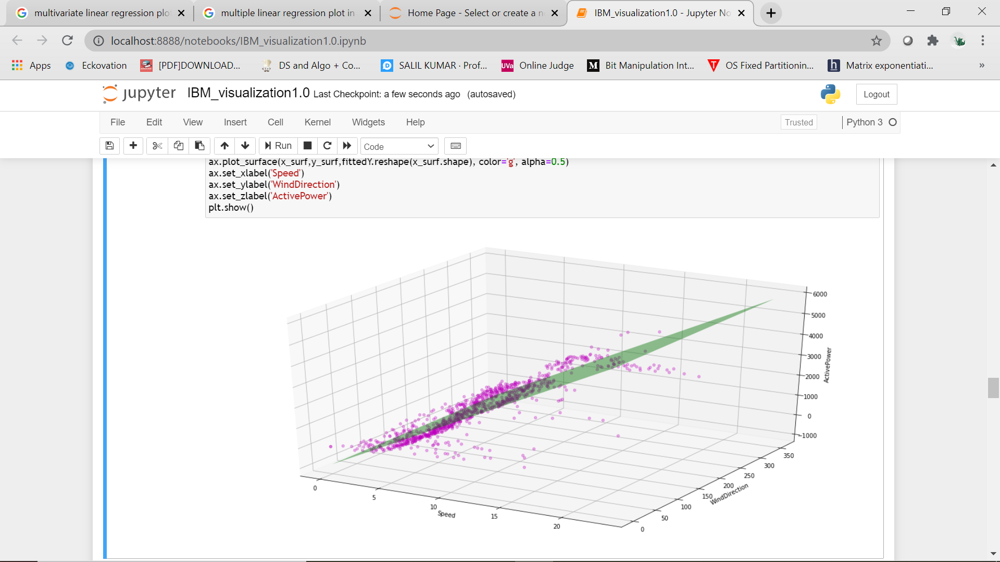 multivariate linear regression plo
multiple linear regression plot in
Home Page - Select or create a n
IBM_visualization1.0 - Jupyter No
localhost:8888/notebooks/IBM_visualization1.0.ipynb
Apps
Eckovation
[PDF]DOWNLOAD...
DS and Algo + Co...
D SALIL KUMAR · Prof...
UVa Online Judge
M Bit Manipulation Int...
T OS Fixed Partitionin...
h Matrix exponentiati...
»
jupyter IBM_visualization1.0 Last Checkpoint: a few seconds ago (autosaved)
Logout
File Edit View Insert Cell Kernel Widgets Help
Trusted
Python 3
Run
Code
ax.plot_surface(x_surf,y_surf,fittedY.reshape(x_surf.shape), color='g', alpha=0.5)
ax.set_xlabel('Speed')
ax.set_ylabel('WindDirection')
ax.set_zlabel('ActivePower')
plt.show()
6000
5000
4000
3000
2000
1000
0
-1000
ActivePower
350
300
250
200
150
100
50
0
WindDirection
0
5
10
15
20
Speed